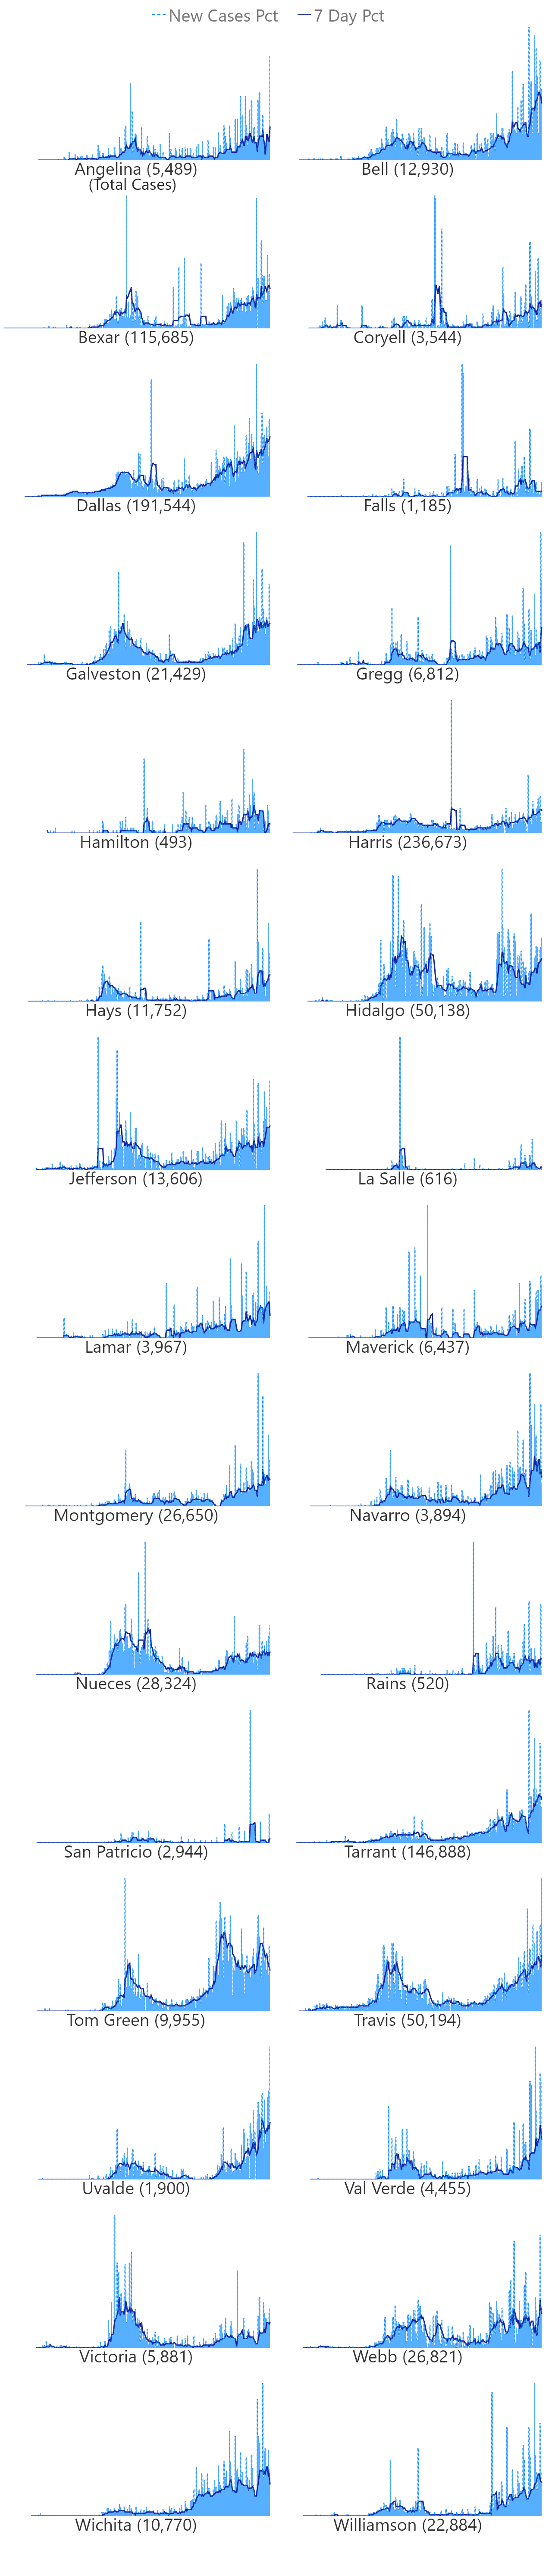 New Cases Pct 7 Day Pct
Angelina (5,489) Bell (12,930)
(Total Cases)
Bexar (115,685) Coryell (3,544)
Dallas (191,544) Falls (1,185)
Galveston (21,429) Gregg (6,812)
Hamilton (493) Harris (236,673)
Hays (11,752) Hidalgo (50,138)
Jefferson (13,606) La Salle (616)
Lamar (3,967) Maverick (6,437)
Montgomery (26,650) Navarro (3,894)
Nueces (28,324) Rains (520)
San Patricio (2,944) Tarrant (146,888)
Tom Green (9,955) Travis (50,194)
Uvalde (1,900) Val Verde (4,455)
Victoria (5,881) Webb (26,821)
Wichita (10,770) Williamson (22,884)